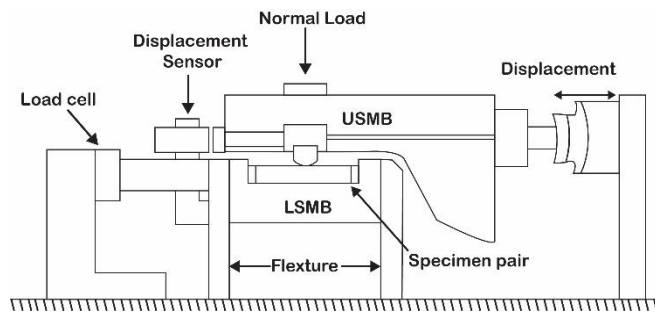 Normal Load
Displacement
Sensor
Displacement
Load cell
USMB
LSMB
Flexture
Specimen pair